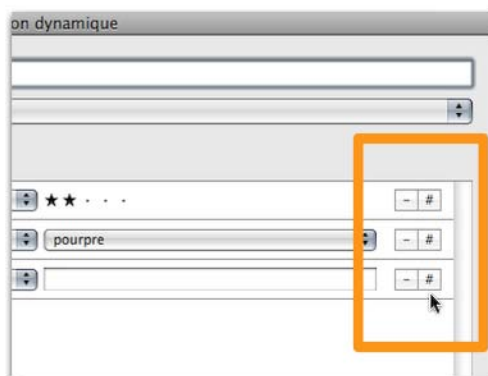 on dynamique
★★ · · ·
- #
pourpre
- #
- #